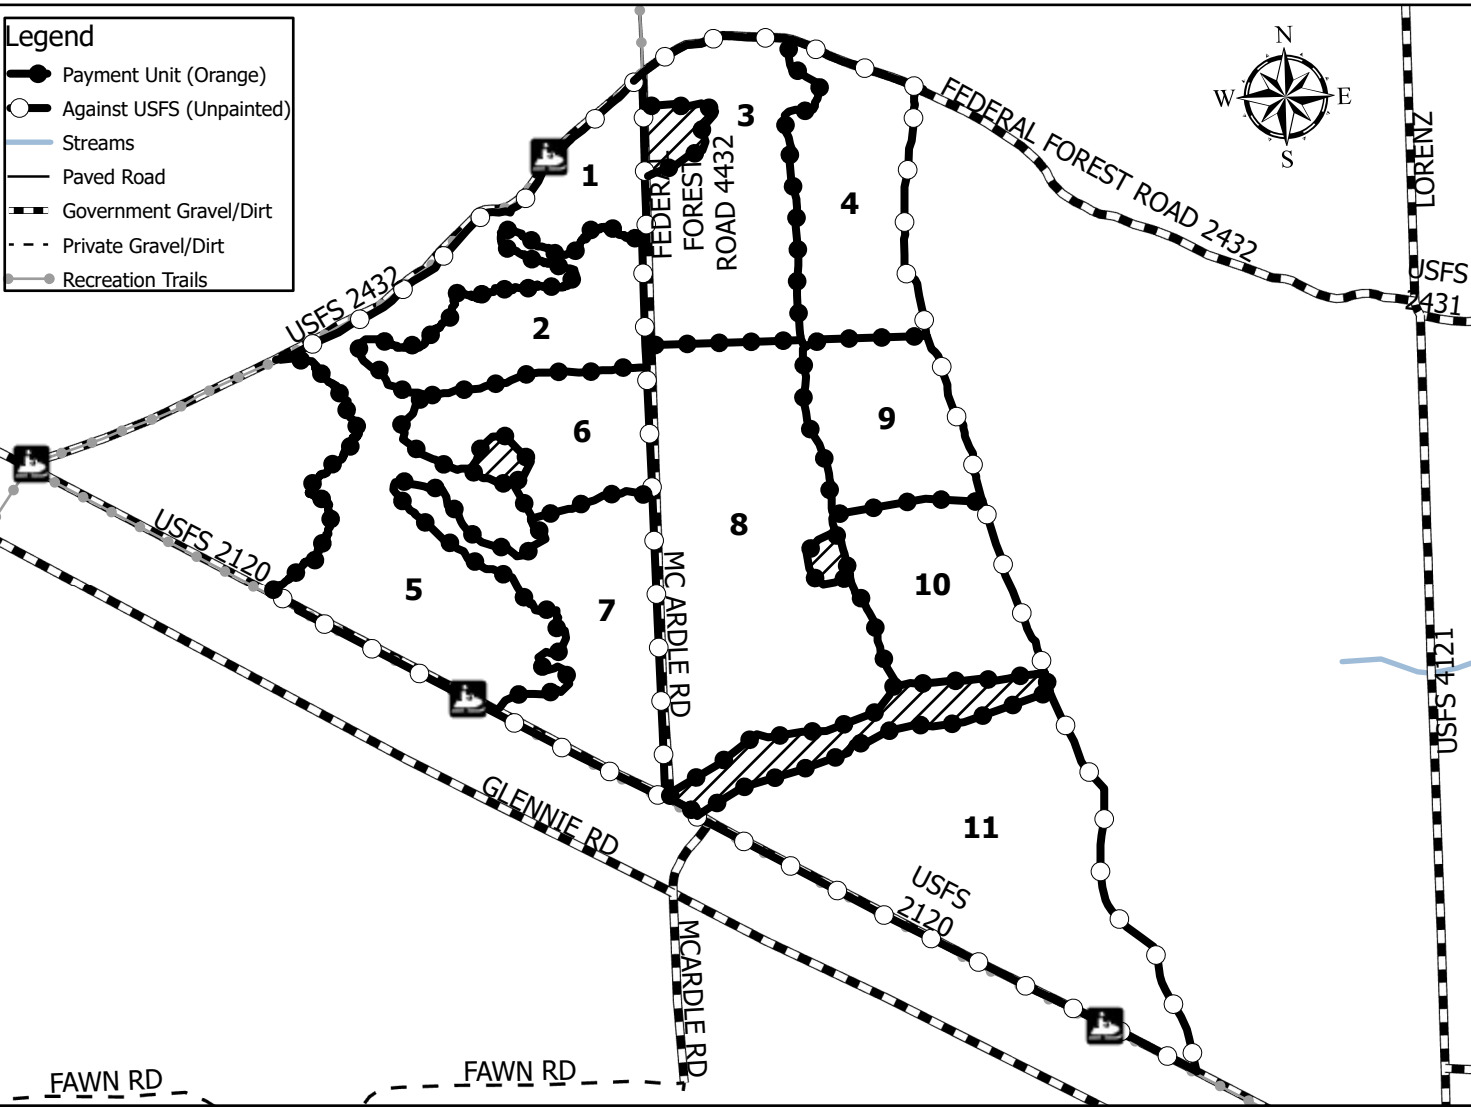 Legend
Payment Unit (Orange)
Against USFS (Unpainted)
Streams
Paved Road
Government Gravel/Dirt
Private Gravel/Dirt
Recreation Trails
N
W
E
S
FEDERAL FOREST ROAD 2432
LORENZ
USFS
2431
USFS 4121
FEDERAL
FOREST
ROAD 4432
USFS 2432
USFS 2120
1
2
3
4
5
6
7
8
9
10
11
MC ARDLE RD
GLENNIE RD
USFS
2120
MCARDLE RD
FAWN RD
FAWN RD